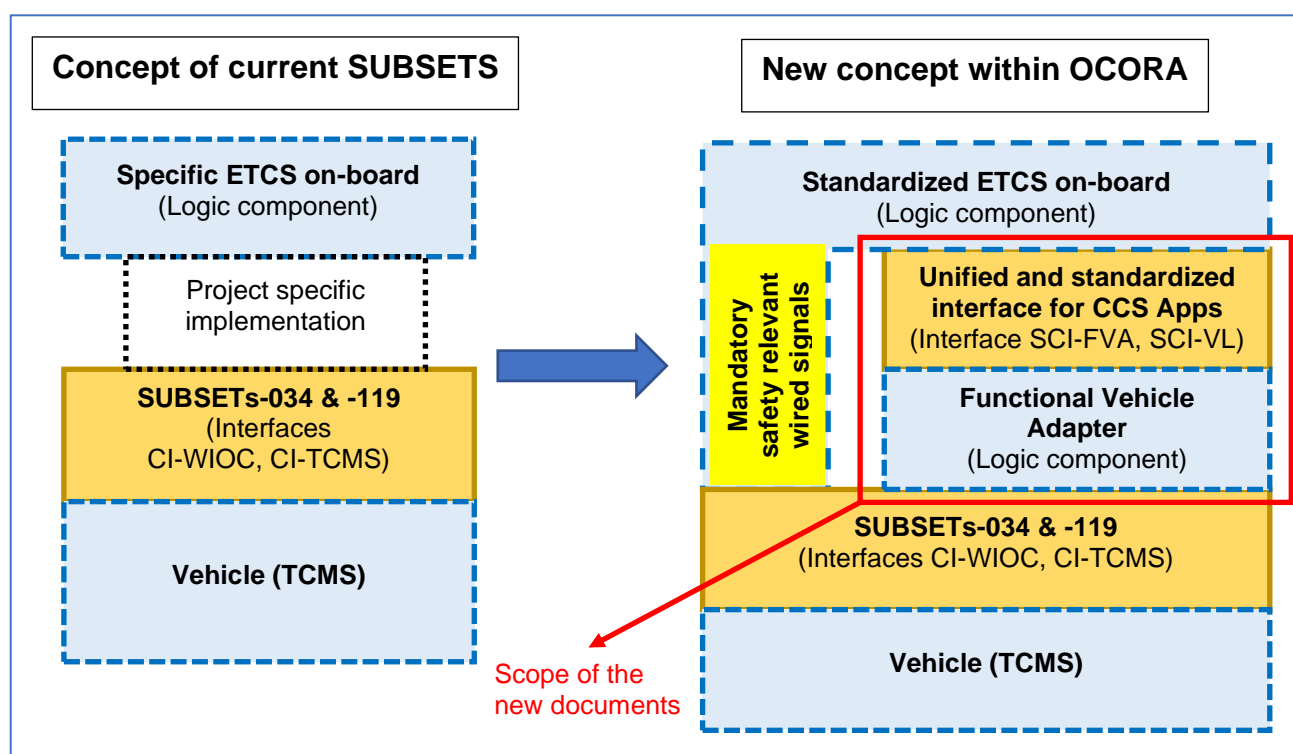 Concept of current SUBSETS
Specific ETCS on-board
(Logic component)
Project specific
implementation
SUBSETs-034 & -119
(Interfaces
CI-WIOC, CI-TCMS)
Vehicle (TCMS)
New concept within OCORA
Standardized ETCS on-board
(Logic component)
Mandatory
safety relevant
wired signals
Unified and standardized
interface for CCS Apps
(Interface SCI-FVA, SCI-VL)
Functional Vehicle
Adapter
(Logic component)
SUBSETs-034 & -119
(Interfaces CI-WIOC, CI-TCMS)
Vehicle (TCMS)
Scope of the
new documents